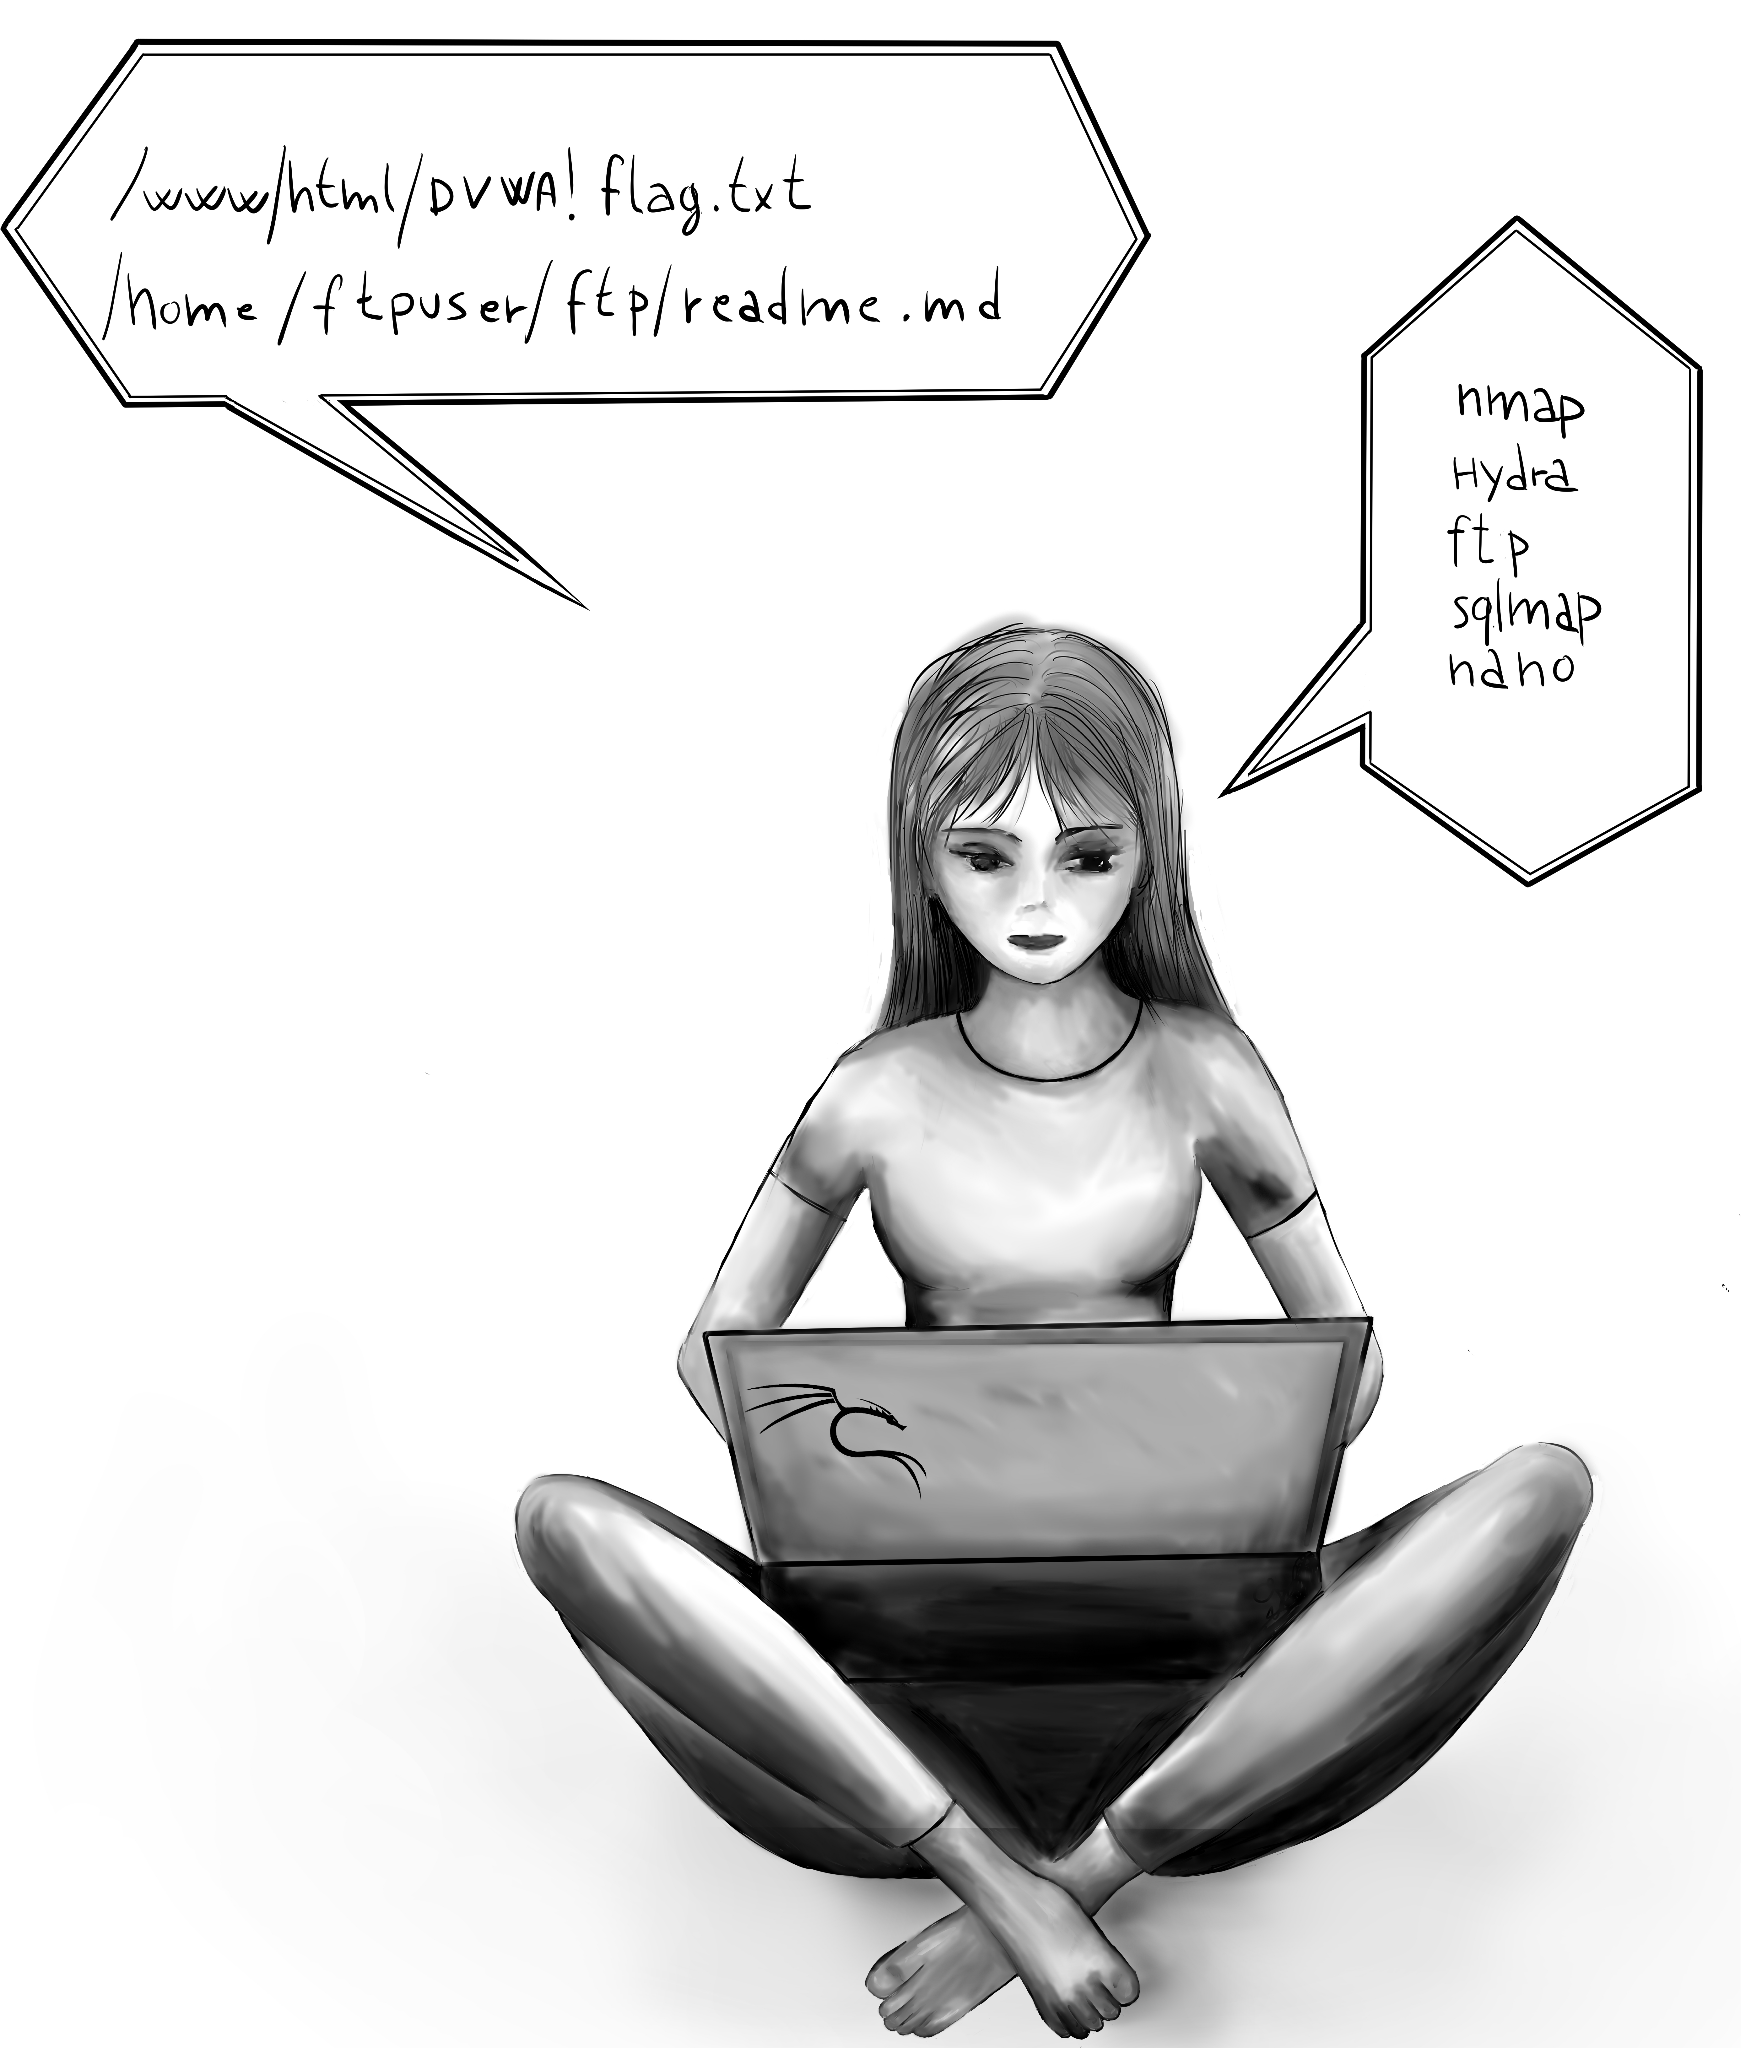 /www/html/DVWA! flag.txt
/home/ftpuser/ftp/readme.md
nmap
Hydra
ftp
sqlmap
nano